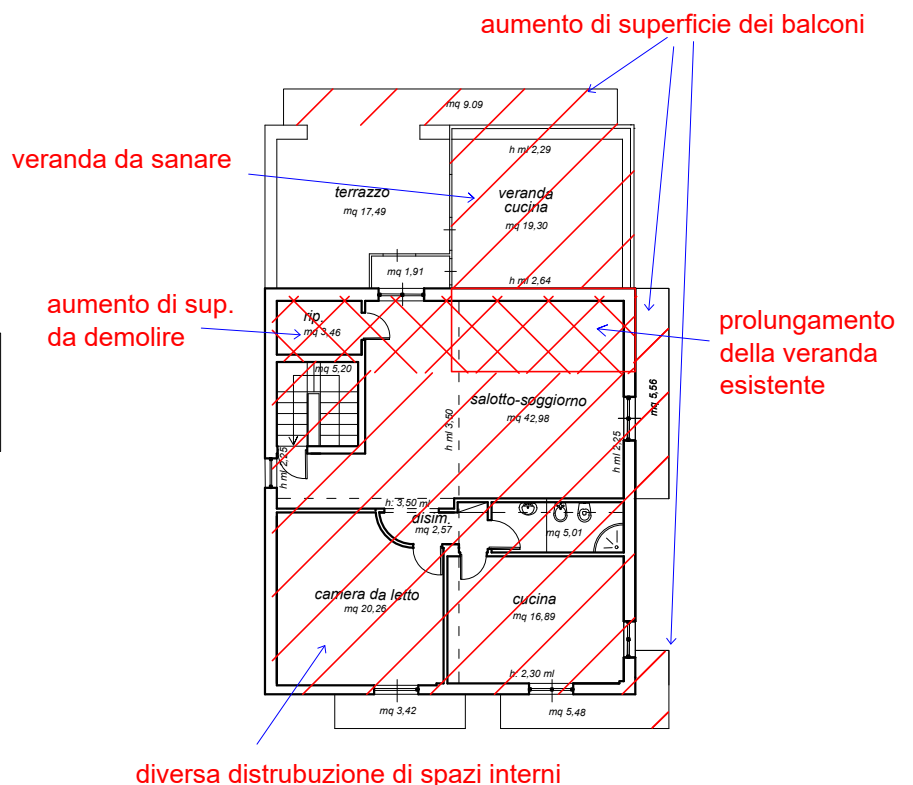 aumento di superficie dei balconi
mq 9.09
veranda da sanare
h ml 2,29
terrazzo
mq 17,49
veranda
cucina
mq 19,30
mq 1,91
h ml 2,64
aumento di sup.
da demolire
rip.
mq 3,46
prolungamento
della veranda
esistente
mq 5,20
salotto-soggiorno
mq 42,98
h ml 3,50
mq 5,56
h ml 2,25
h ml 2,25
h: 3,50 ml
disim.
mq 2,57
mq 5,01
camera da letto
mq 20,26
cucina
mq 16,89
h: 2,30 ml
mq 3,42
mq 5,48
diversa distrubuzione di spazi interni